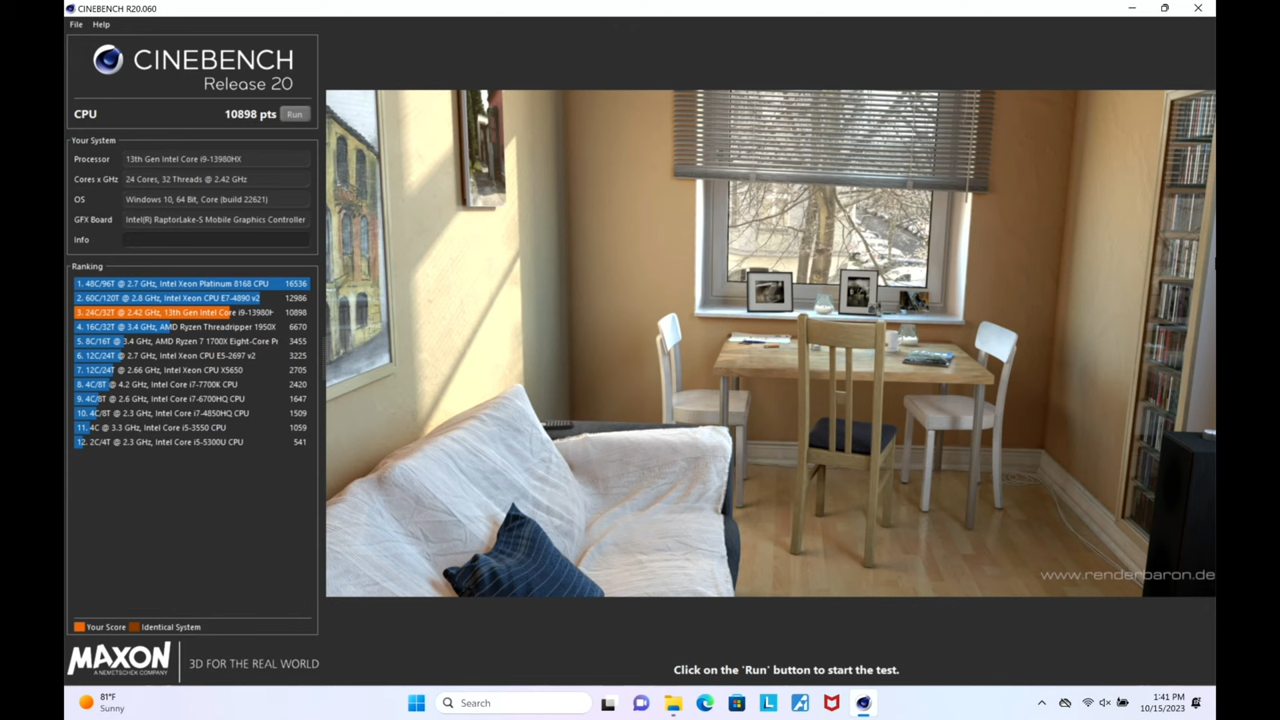 CINEBENCH R20.060
File Help
CINEBENCH
Release 20
CPU 10898 pts Run
Your System
Processor 13th Gen Intel Core i9-13980HX
Cores x GHz 24 Cores, 32 Threads @ 2.42 GHz
OS Windows 10, 64 Bit, Core (build 22621)
GFX Board Intel(R) RaptorLake-S Mobile Graphics Controller
Info
Ranking
1. 48C/96T @ 2.7 GHz, Intel Xeon Platinum 8168 CPU 16536
2. 60C/120T @ 2.8 GHz, Intel Xeon CPU E7-4890 v2 12986
3. 24C/32T @ 2.42 GHz, 13th Gen Intel Core i9-13980H 10898
4. 16C/32T @ 3.4 GHz, AMD Ryzen Threadripper 1950X 6670
5. 8C/16T @ 3.4 GHz, AMD Ryzen 7 1700X Eight-Core Pr 3455
6. 12C/24T @ 2.7 GHz, Intel Xeon CPU E5-2697 v2 3225
7. 12C/24T @ 2.66 GHz, Intel Xeon CPU X5650 2705
8. 4C/8T @ 4.2 GHz, Intel Core i7-7700K CPU 2420
9. 4C/8T @ 2.6 GHz, Intel Core i7-6700HQ CPU 1647
10. 4C/8T @ 2.3 GHz, Intel Core i7-4850HQ CPU 1509
11. 4C @ 3.3 GHz, Intel Core i5-3550 CPU 1059
12. 2C/4T @ 2.3 GHz, Intel Core i5-5300U CPU 541
www.renderbaron.de
Your Score Identical System
MAXON 3D FOR THE REAL WORLD
A NEMETSCHEK COMPANY
Click on the 'Run' button to start the test.
81°F
Sunny
Search
1:41 PM
10/15/2023